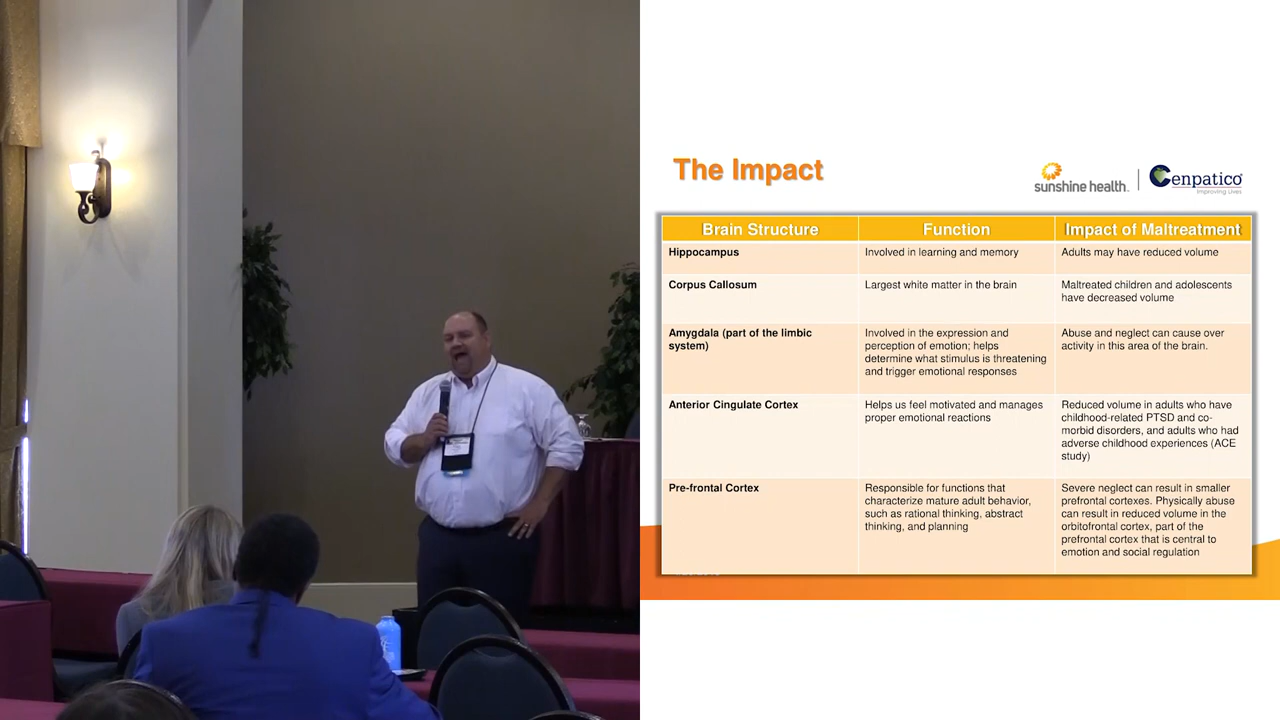 The Impact
sunshine health
Cenpatico
Improving Lives
Brain Structure
Function
Impact of Maltreatment
Hippocampus
Involved in learning and memory
Adults may have reduced volume
Corpus Callosum
Largest white matter in the brain
Maltreated children and adolescents
have decreased volume
Amygdala (part of the limbic
system)
Involved in the expression and
perception of emotion; helps
determine what stimulus is threatening
and trigger emotional responses
Abuse and neglect can cause over
activity in this area of the brain.
Anterior Cingulate Cortex
Helps us feel motivated and manages
proper emotional reactions
Reduced volume in adults who have
childhood-related PTSD and co-
morbid disorders, and adults who had
adverse childhood experiences (ACE
study)
Pre-frontal Cortex
Responsible for functions that
characterize mature adult behavior,
such as rational thinking, abstract
thinking, and planning
Severe neglect can result in smaller
prefrontal cortexes. Physically abuse
can result in reduced volume in the
orbitofrontal cortex, part of the
prefrontal cortex that is central to
emotion and social regulation